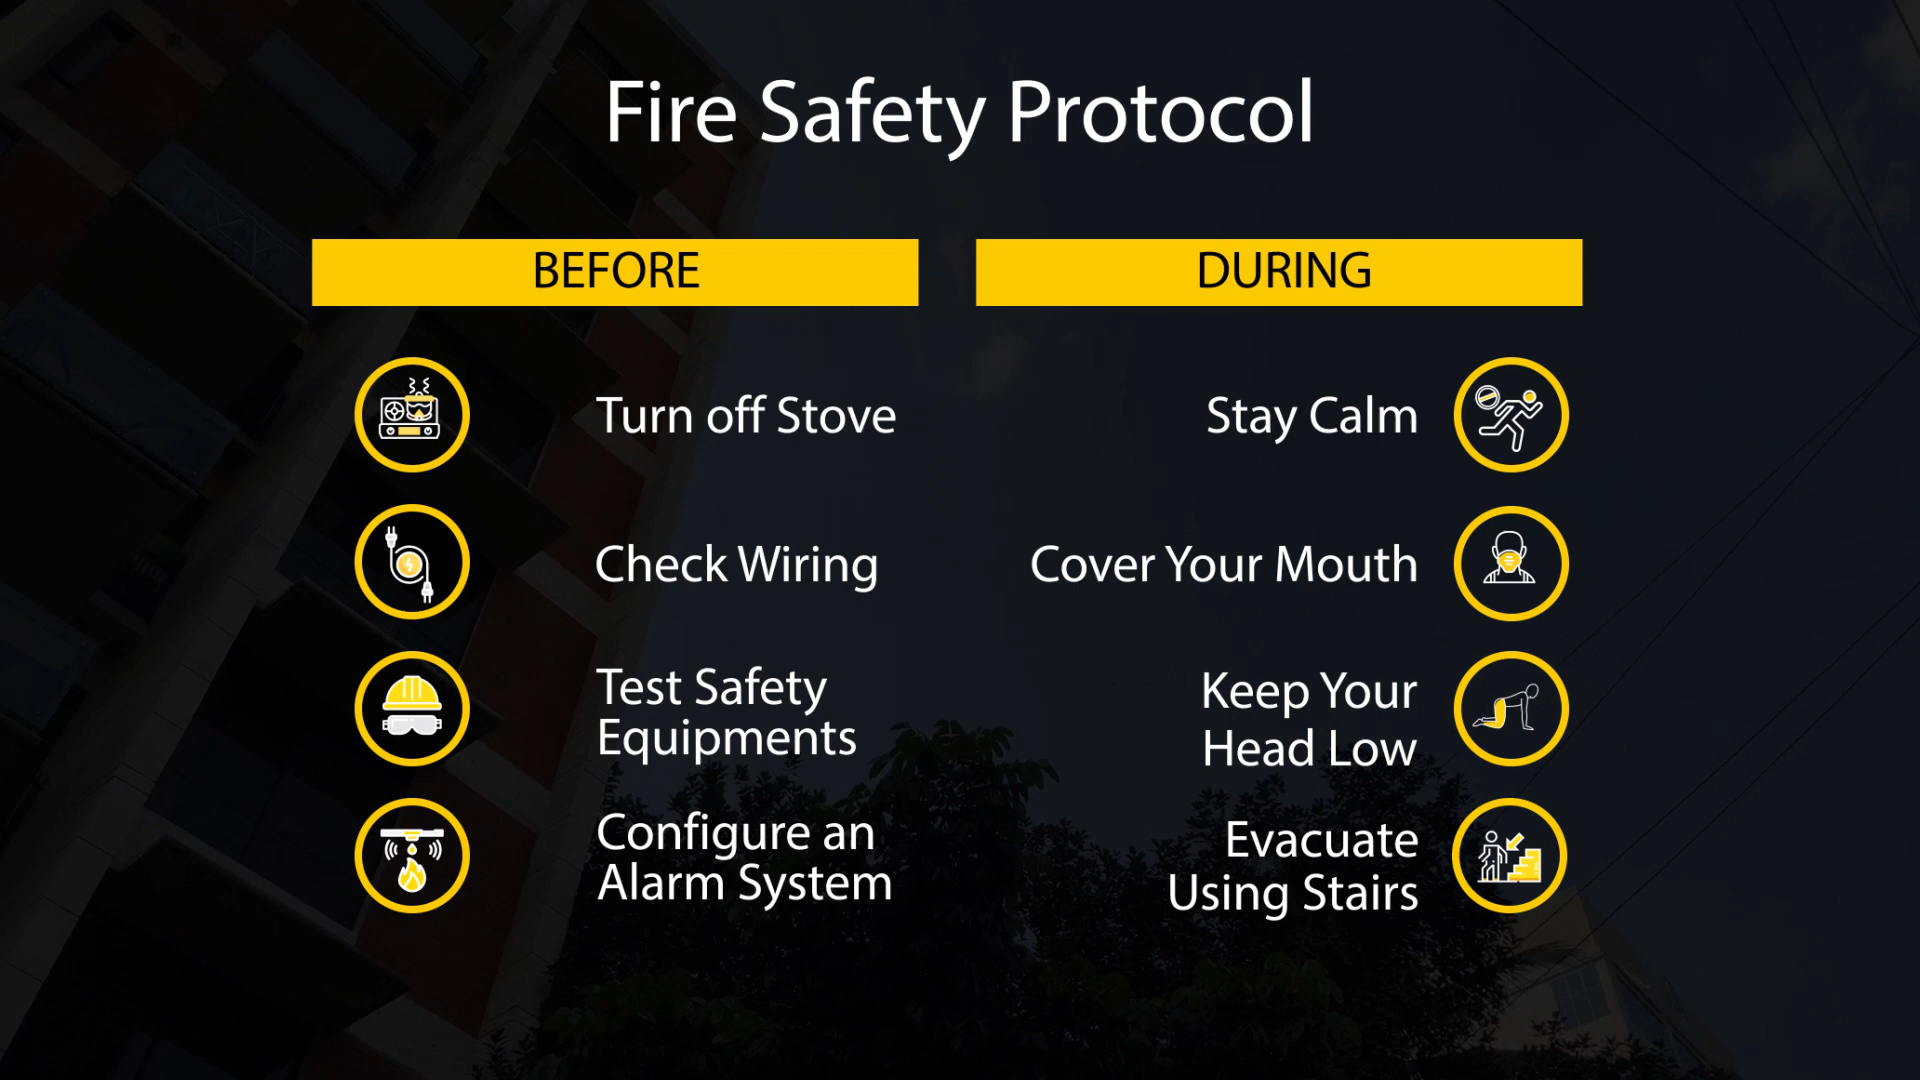 Fire Safety Protocol
BEFORE
Turn off Stove
Check Wiring
Test Safety
Equipments
Configure an
Alarm System
DURING
Stay Calm
Cover Your Mouth
Keep Your
Head Low
Evacuate
Using Stairs